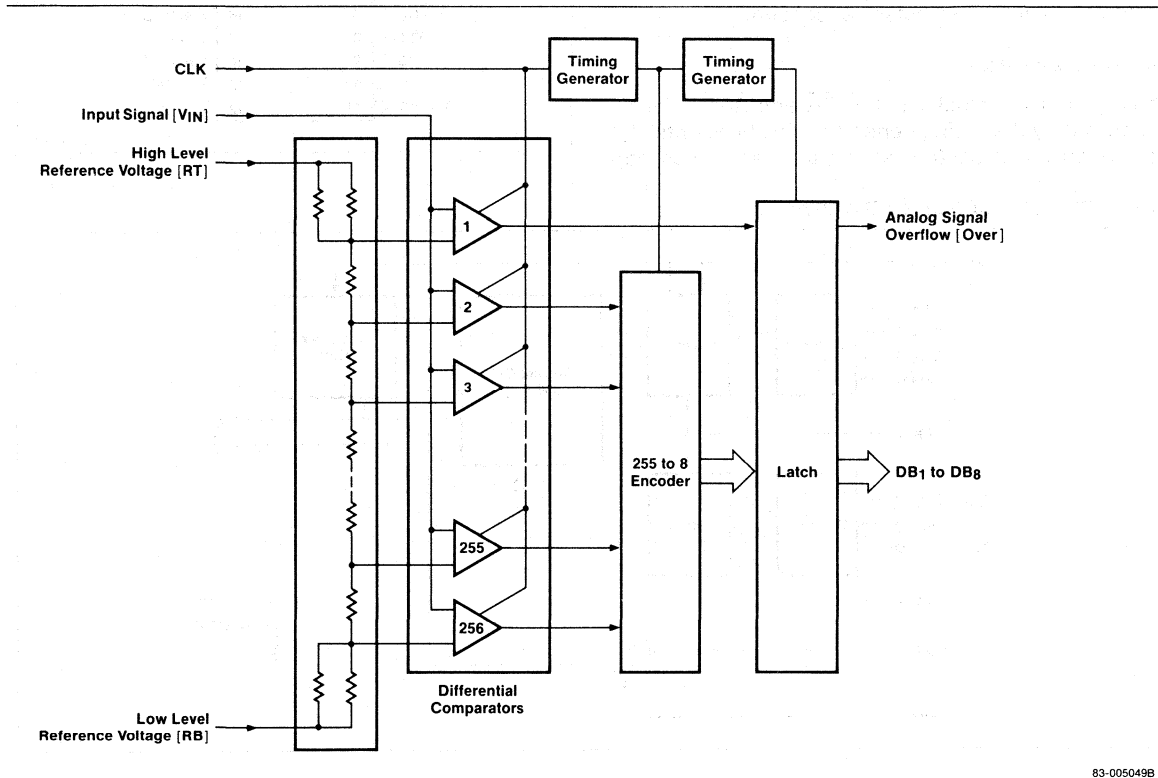 CLK
Timing
Generator
Timing
Generator
Input Signal [VIN]
High Level
Reference Voltage [RT]
1
Analog Signal
Overflow [Over]
2
3
255 to 8
Encoder
Latch
DB1 to DB8
255
256
Differential
Comparators
Low Level
Reference Voltage [RB]
83-005049B